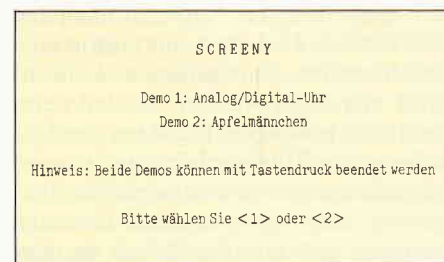 SCREENY
Demo 1: Analog/Digital-Uhr
Demo 2: Apfelmännchen
Hinweis: Beide Demos können mit Tastendruck beendet werden
Bitte wählen Sie <1> oder <2>